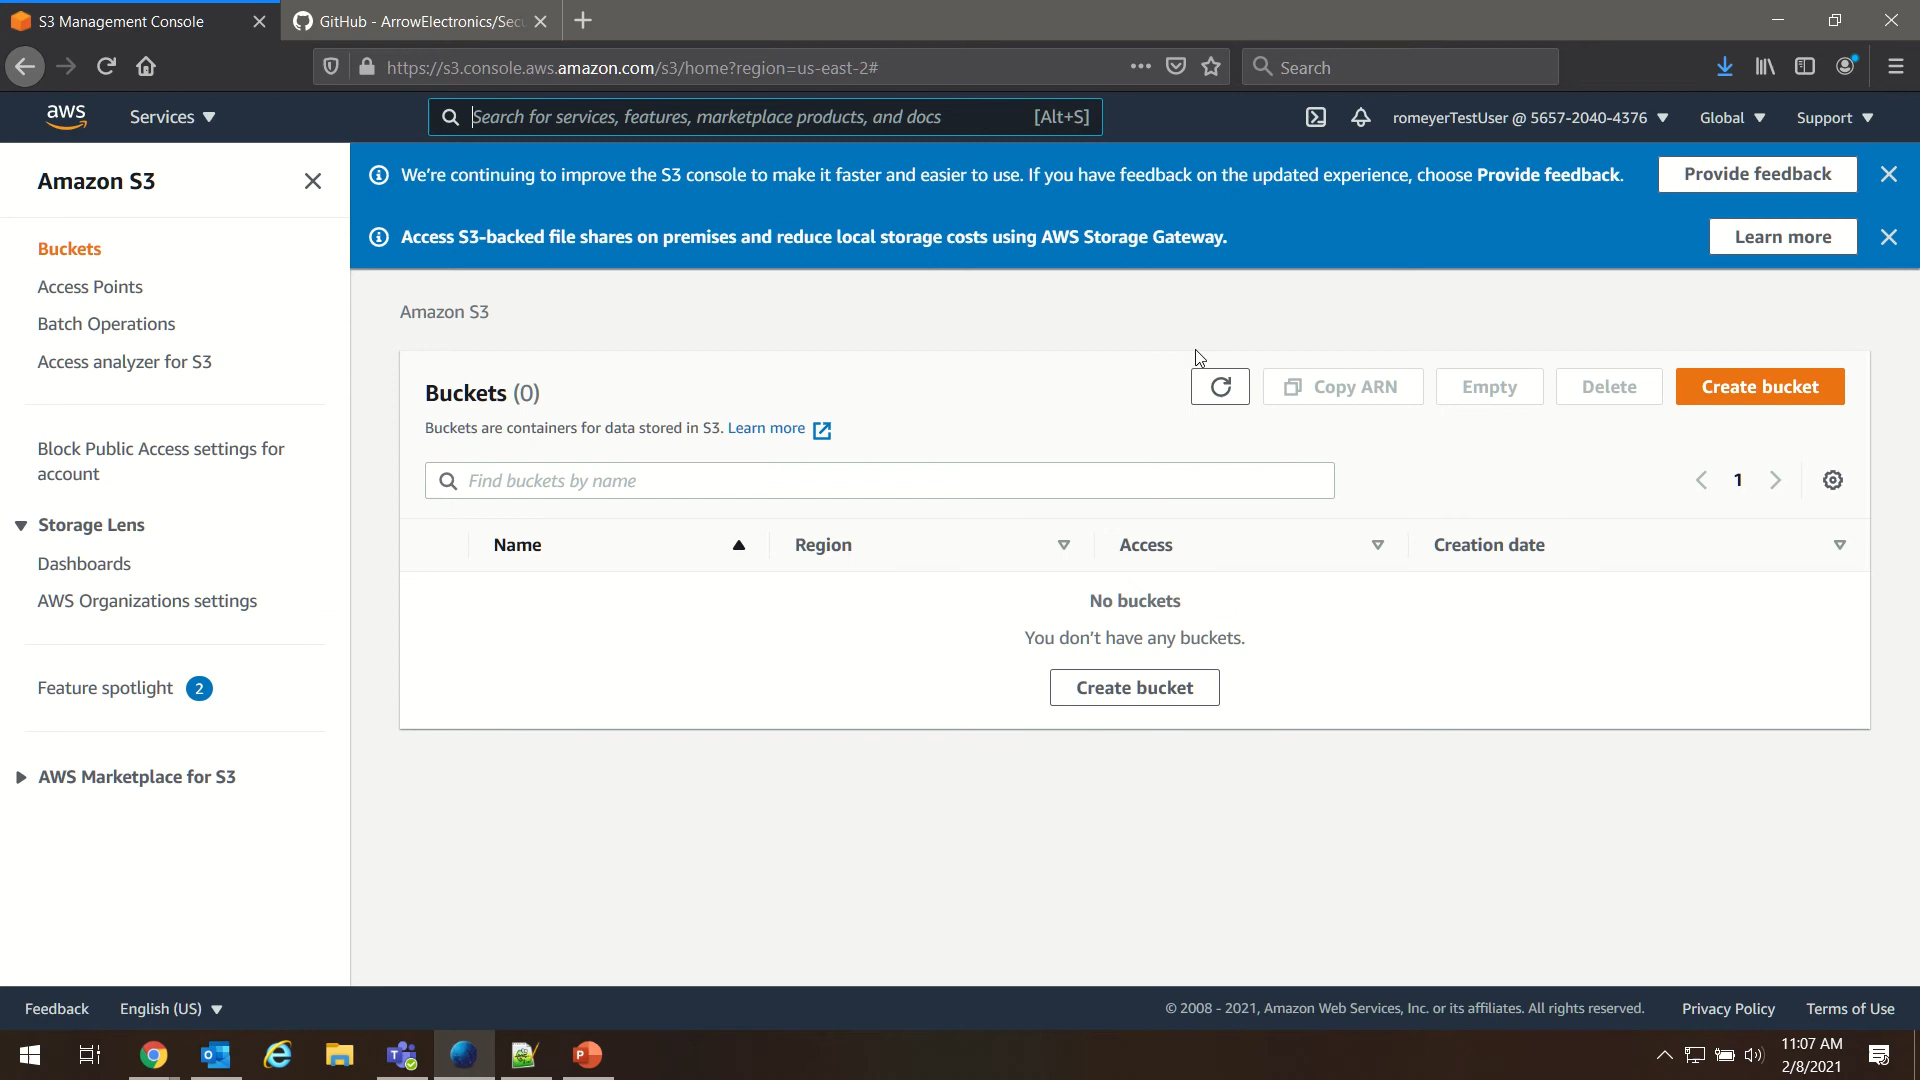 S3 Management Console
GitHub - ArrowElectronics/Secu
https://s3.console.aws.amazon.com/s3/home?region=us-east-2#
Search
aws
Services
Search for services, features, marketplace products, and docs
[Alt+S]
romeyerTestUser @ 5657-2040-4376
Global
Support
Amazon S3
Buckets
Access Points
Batch Operations
Access analyzer for S3
Block Public Access settings for
account
Storage Lens
Dashboards
AWS Organizations settings
Feature spotlight 2
AWS Marketplace for S3
We're continuing to improve the S3 console to make it faster and easier to use. If you have feedback on the updated experience, choose Provide feedback.
Provide feedback
Access S3-backed file shares on premises and reduce local storage costs using AWS Storage Gateway.
Learn more
Amazon S3
Buckets (0)
Copy ARN
Empty
Delete
Create bucket
Buckets are containers for data stored in S3. Learn more
Find buckets by name
1
Name
Region
Access
Creation date
No buckets
You don't have any buckets.
Create bucket
Feedback
English (US)
© 2008 - 2021, Amazon Web Services, Inc. or its affiliates. All rights reserved.
Privacy Policy
Terms of Use
11:07 AM
2/8/2021